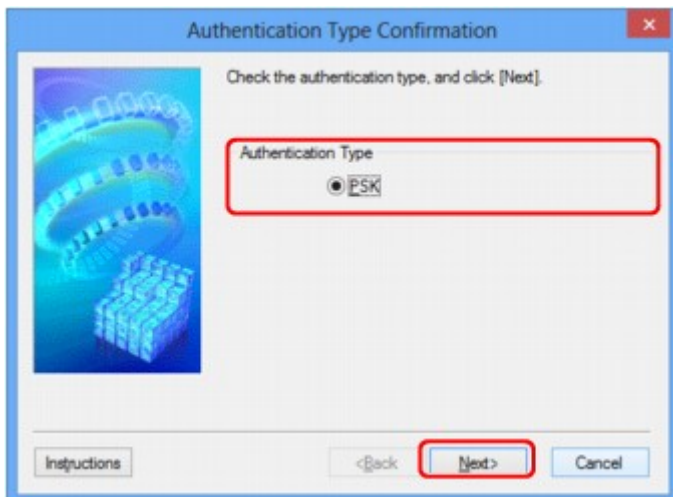 Authentication Type Confirmation
Check the authentication type, and click [Next].
Authentication Type
PSK
Instructions
<Back
Next>
Cancel